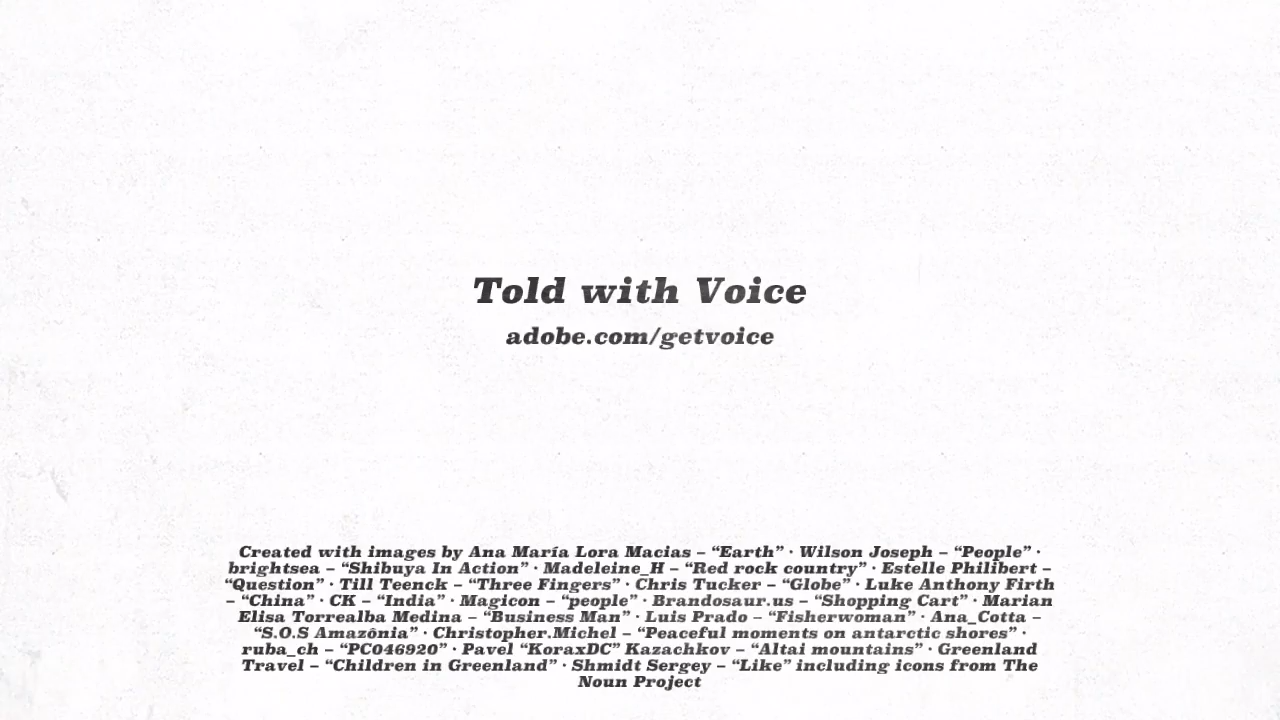 Told with Voice
adobe.com/getvoice
Created with images by Ana María Lora Macias – “Earth” · Wilson Joseph – “People” ·
brightsea – “Shibuya In Action” · Madeleine_H – “Red rock country” · Estelle Philibert –
“Question” · Till Teenck – “Three Fingers” · Chris Tucker – “Globe” · Luke Anthony Firth
– “China” · CK – “India” · Magicon – “people” · Brandosaur.us – “Shopping Cart” · Marian
Elisa Torrealba Medina – “Business Man” · Luis Prado – “Fisherwoman” · Ana_Cotta –
“S.O.S Amazônia” · Christopher.Michel – “Peaceful moments on antarctic shores” ·
ruba_ch – “PC046920” · Pavel “KoraxDC” Kazachkov – “Altai mountains” · Greenland
Travel – “Children in Greenland” · Shmidt Sergey – “Like” including icons from The
Noun Project